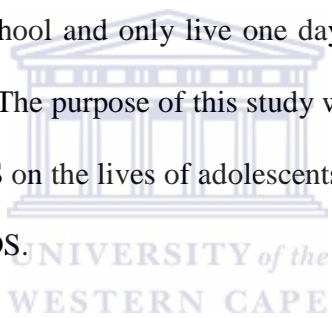 hool and only live one day
The purpose of this study w
S on the lives of adolescents
OS.
UNIVERSITY of the
WESTERN CAPE